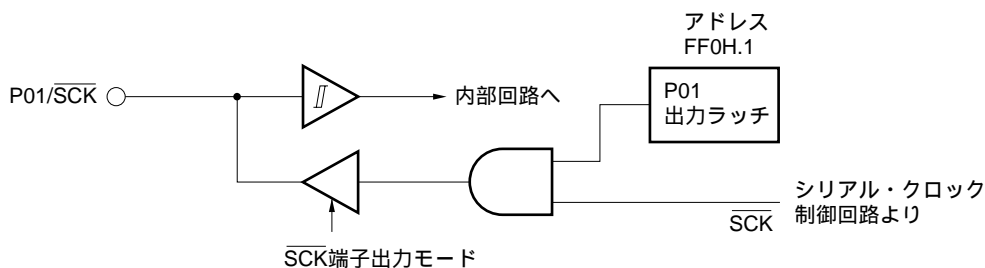 アドレス
FF0H.1
P01/SCK
内部回路へ
P01
出力ラッチ
シリアル・クロック
制御回路より
SCK
SCK端子出力モード